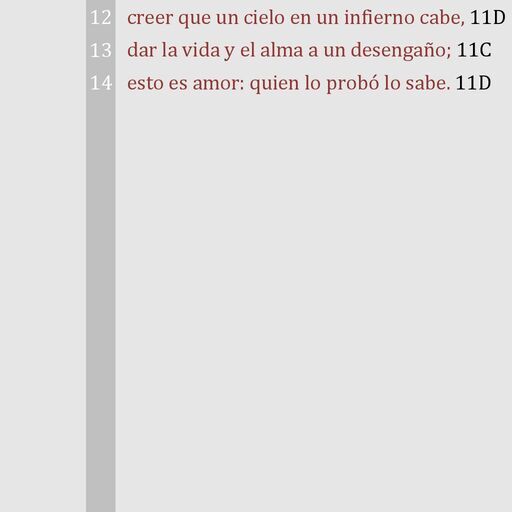 12 creer que un cielo en un infierno cabe, 11D
13 dar la vida y el alma a un desengaño; 11C
14 esto es amor: quien lo probó lo sabe. 11D